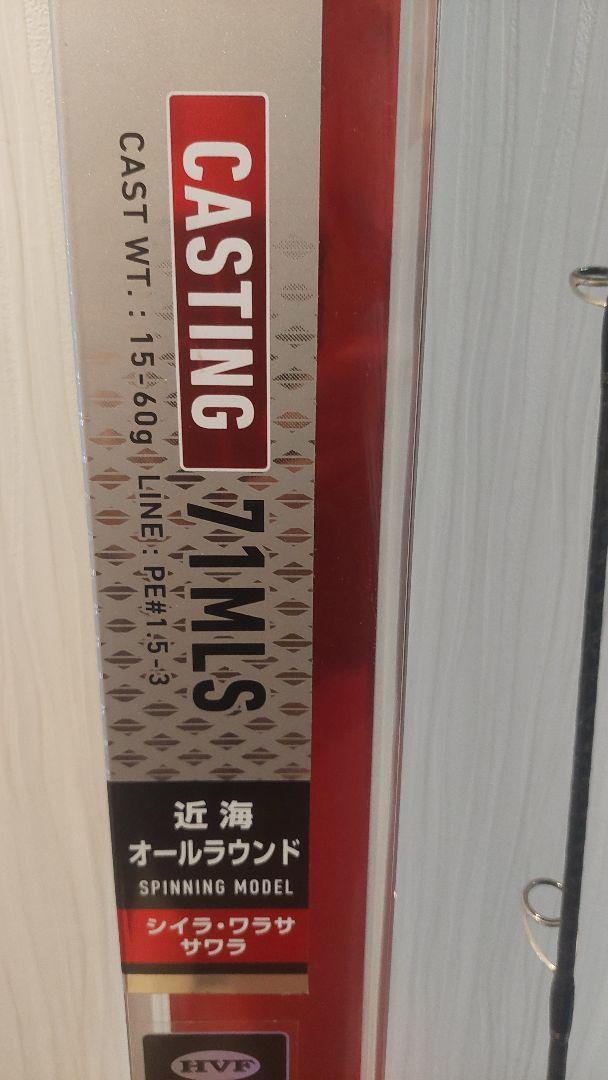 CASTING 71MLS
CAST WT. : 15-60g LINE : PE#1.5-3
近海
オールラウンド
SPINNING MODEL
シイラ・ワラサ
サワラ
HVF